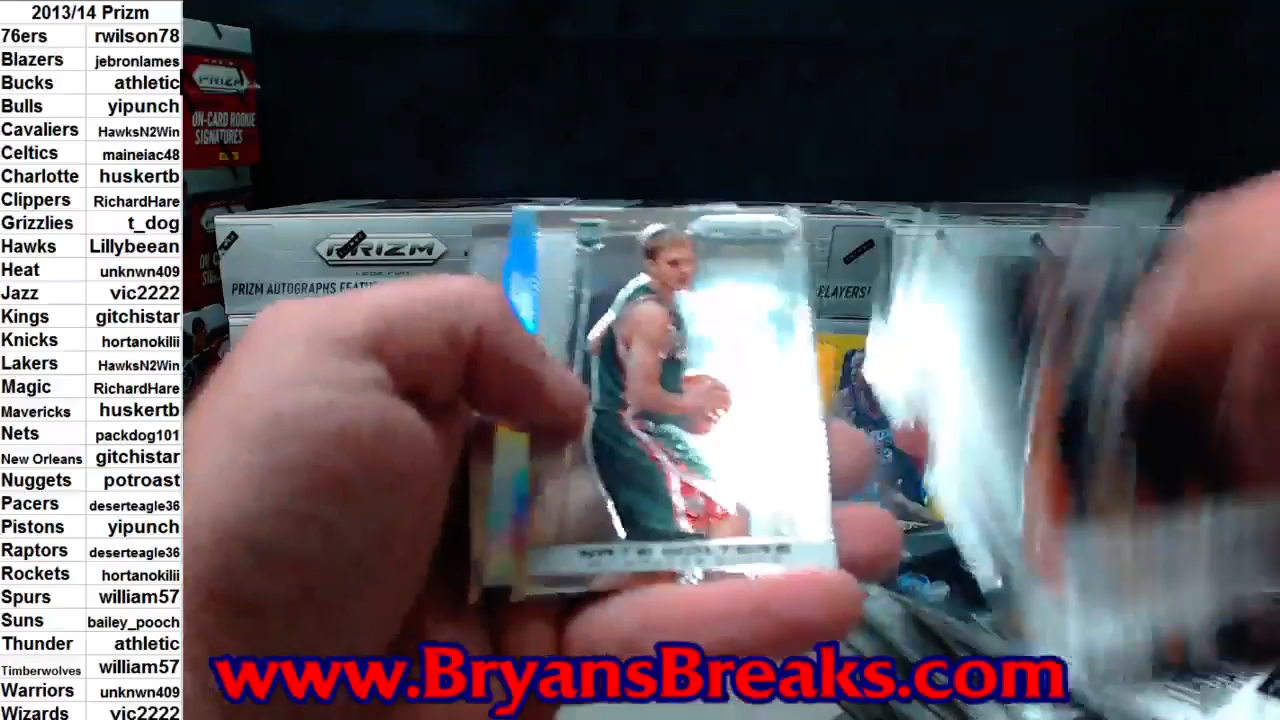 2013/14 Prizm
76ers rwilson78
Blazers jebronlames
Bucks athletic
Bulls yipunch
Cavaliers HawksN2Win
Celtics maineiac48
Charlotte huskertb
Clippers RichardHare
Grizzlies t_dog
Hawks Lillybeean
Heat unknwn409
Jazz vic2222
Kings gitchistar
Knicks hortanokilii
Lakers HawksN2Win
Magic RichardHare
Mavericks huskertb
Nets packdog101
New Orleans gitchistar
Nuggets potroast
Pacers deserteagle36
Pistons yipunch
Raptors deserteagle36
Rockets hortanokilii
Spurs william57
Suns bailey_pooch
Thunder athletic
Timberwolves william57
Warriors unknwn409
Wizards vic2222
PRIZM
ON-CARD ROOKIE
SIGNATURES
PRIZM
PRIZM AUTOGRAPHS
www.BryansBreaks.com